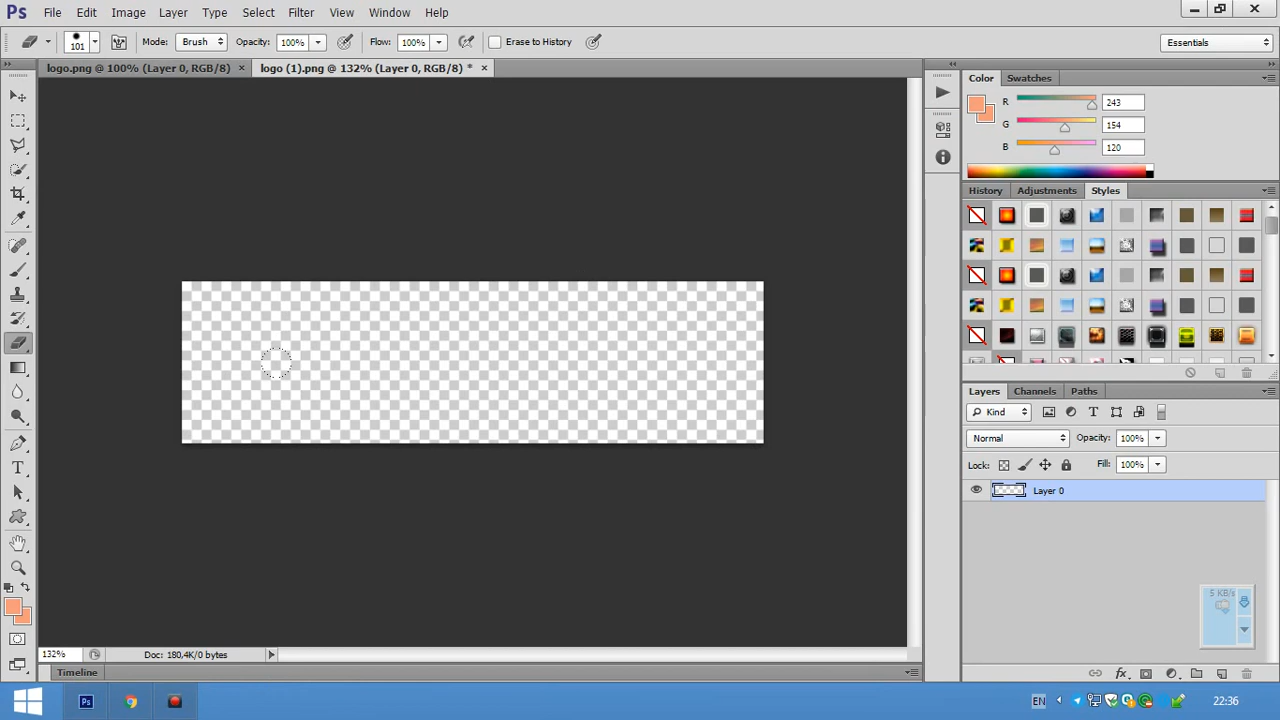 Ps File Edit Image Layer Type Select Filter View Window Help
101 Mode: Brush Opacity: 100% Flow: 100% Erase to History Essentials
logo.png @ 100% (Layer 0, RGB/8) × logo (1).png @ 132% (Layer 0, RGB/8) * ×
Color Swatches
R 243
G 154
B 120
History Adjustments Styles
Layers Channels Paths
Kind
Normal Opacity: 100%
Lock: Fill: 100%
Layer 0
5 KB/s
132% Doc: 180,4K/0 bytes
Timeline
Ps EN 22:36